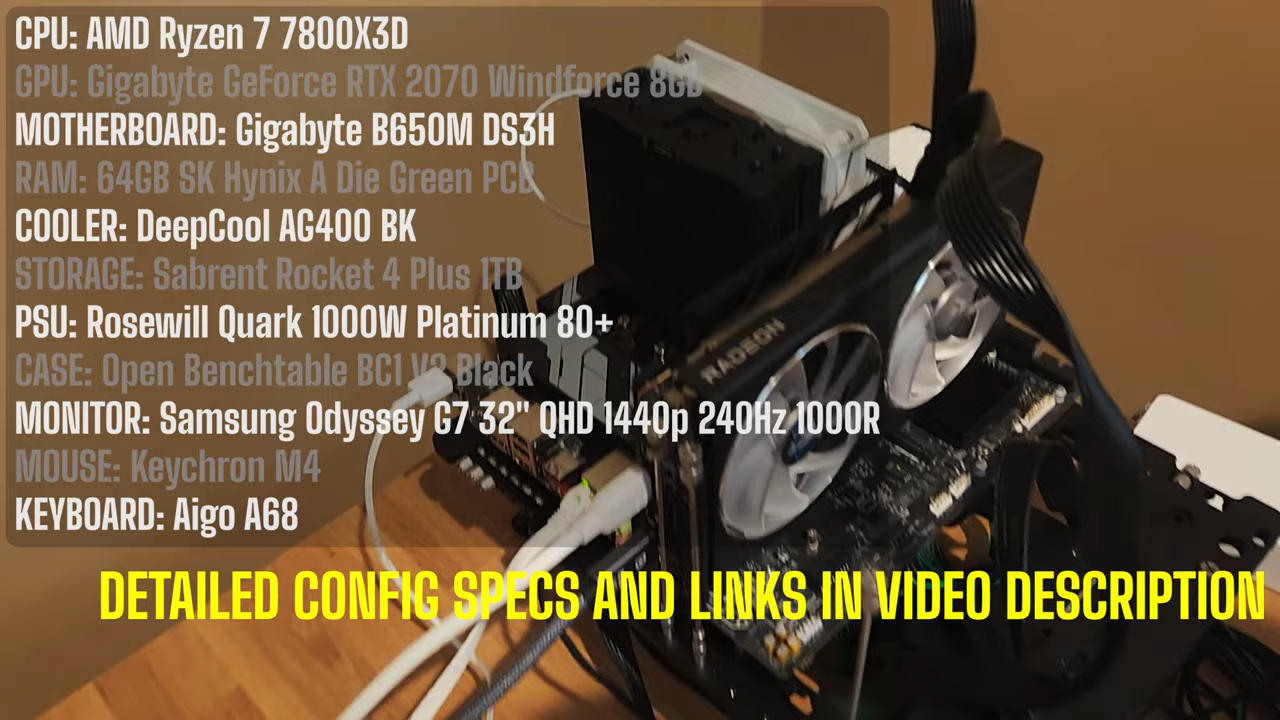 CPU: AMD Ryzen 7 7800X3D
GPU: Gigabyte GeForce RTX 2070 Windforce 8GB
MOTHERBOARD: Gigabyte B650M DS3H
RAM: 64GB SK Hynix A Die Green PCB
COOLER: DeepCool AG400 BK
STORAGE: Sabrent Rocket 4 Plus 1TB
PSU: Rosewill Quark 1000W Platinum 80+
CASE: Open Benchtable BC1 V2 Black
MONITOR: Samsung Odyssey G7 32" QHD 1440p 240Hz 1000R
MOUSE: Keychron M4
KEYBOARD: Aigo A68
RADEON
DETAILED CONFIG SPECS AND LINKS IN VIDEO DESCRIPTION